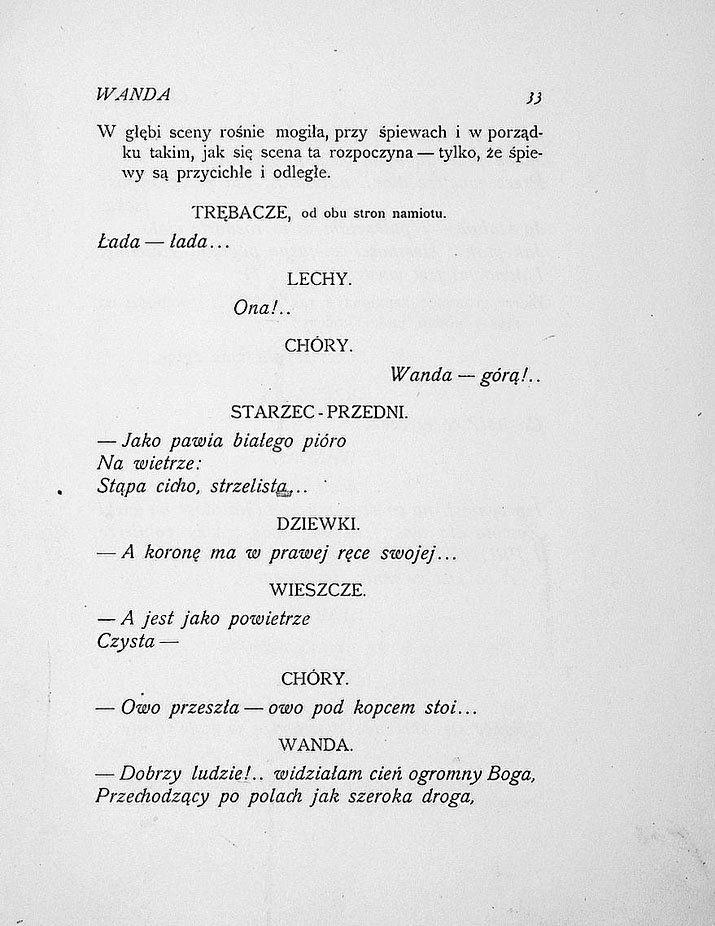 WANDA 33
W głębi sceny rośnie mogiła, przy śpiewach i w porząd-
ku takim, jak się scena ta rozpoczyna — tylko, że śpie-
wy są przycichłe i odległe.
TRĘBACZE, od obu stron namiotu.
Łada — łada...
LECHY.
Ona!..
CHÓRY.
Wanda — górą!..
STARZEC - PRZEDNI.
— Jako pawia białego pióro
Na wietrze:
Stąpa cicho, strzelista...
DZIEWKI.
— A koronę ma w prawej ręce swojej...
WIESZCZE.
— A jest jako powietrze
Czysta —
CHÓRY.
— Owo przeszła — owo pod kopcem stoi...
WANDA.
— Dobrzy ludzie!.. widziałam cień ogromny Boga,
Przechodzący po polach jak szeroka droga,